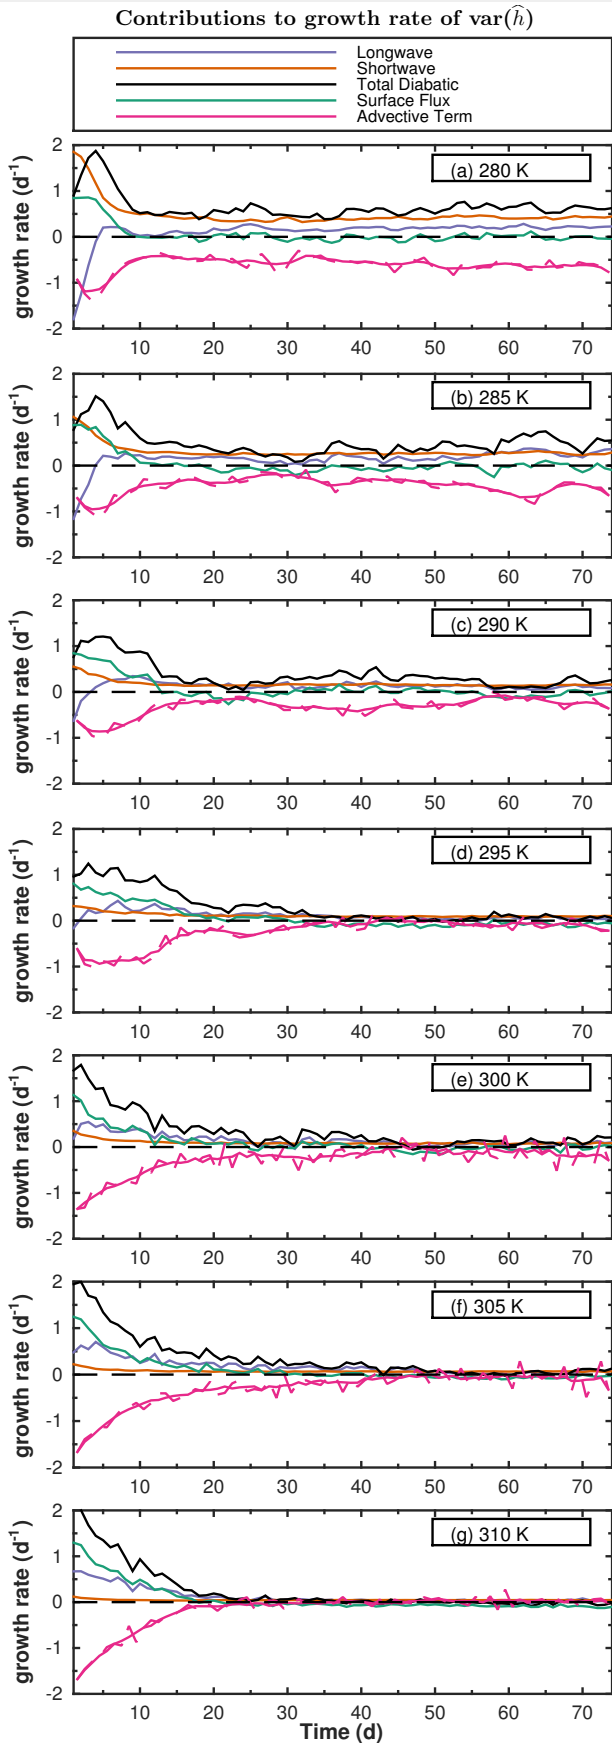 Contributions to growth rate of var(ĥ)
Longwave
Shortwave
Total Diabatic
Surface Flux
Advective Term
(a) 280 K
growth rate (d⁻¹)
2
1
0
-1
-2
10 20 30 40 50 60 70
(b) 285 K
growth rate (d⁻¹)
2
1
0
-1
-2
10 20 30 40 50 60 70
(c) 290 K
growth rate (d⁻¹)
2
1
0
-1
-2
10 20 30 40 50 60 70
(d) 295 K
growth rate (d⁻¹)
2
1
0
-1
-2
10 20 30 40 50 60 70
(e) 300 K
growth rate (d⁻¹)
2
1
0
-1
-2
10 20 30 40 50 60 70
(f) 305 K
growth rate (d⁻¹)
2
1
0
-1
-2
10 20 30 40 50 60 70
(g) 310 K
growth rate (d⁻¹)
2
1
0
-1
-2
10 20 30 40 50 60 70
Time (d)